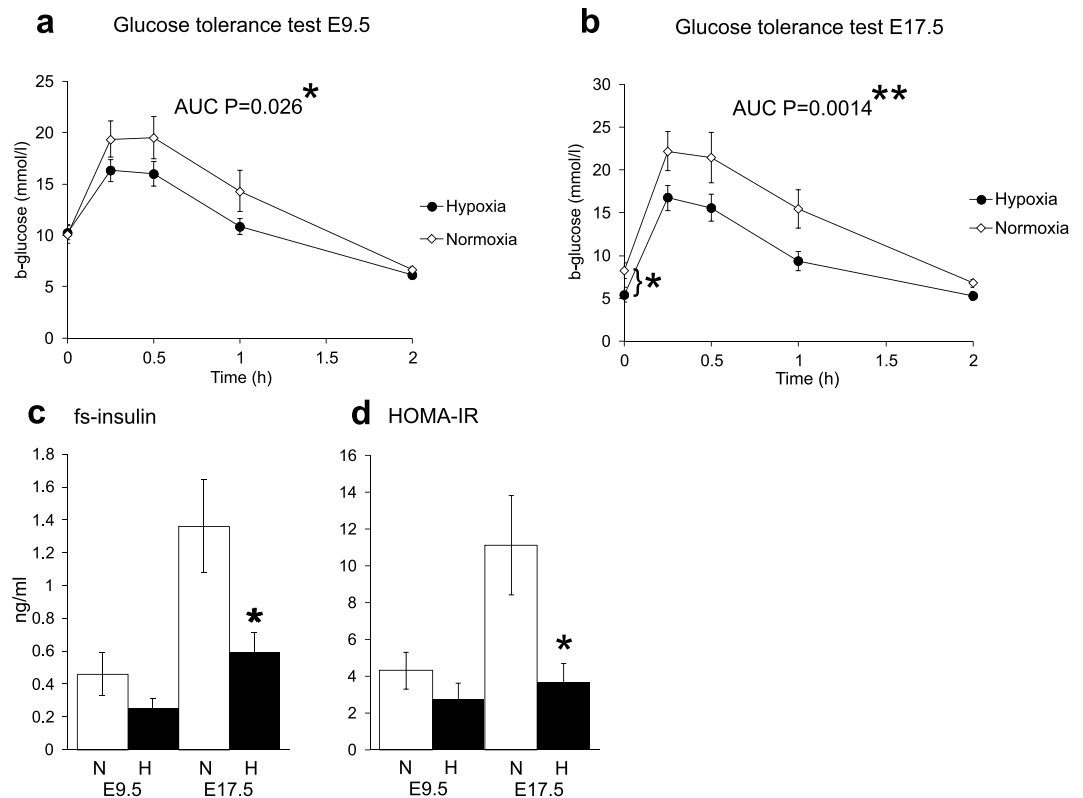 a
Glucose tolerance test E9.5
25
20
15
10
5
0
b-glucose (mmol/l)
AUC P=0.026*
Hypoxia
Normoxia
0 0.5 1 1.5 2
Time (h)
b
Glucose tolerance test E17.5
30
25
20
15
10
5
0
b-glucose (mmol/l)
AUC P=0.0014**
}*
Hypoxia
Normoxia
0 0.5 1 1.5 2
Time (h)
c fs-insulin
1.8
1.6
1.4
1.2
1
0.8
0.6
0.4
0.2
0
ng/ml
*
N H N H
E9.5 E17.5
d HOMA-IR
16
14
12
10
8
6
4
2
0
*
N H N H
E9.5 E17.5